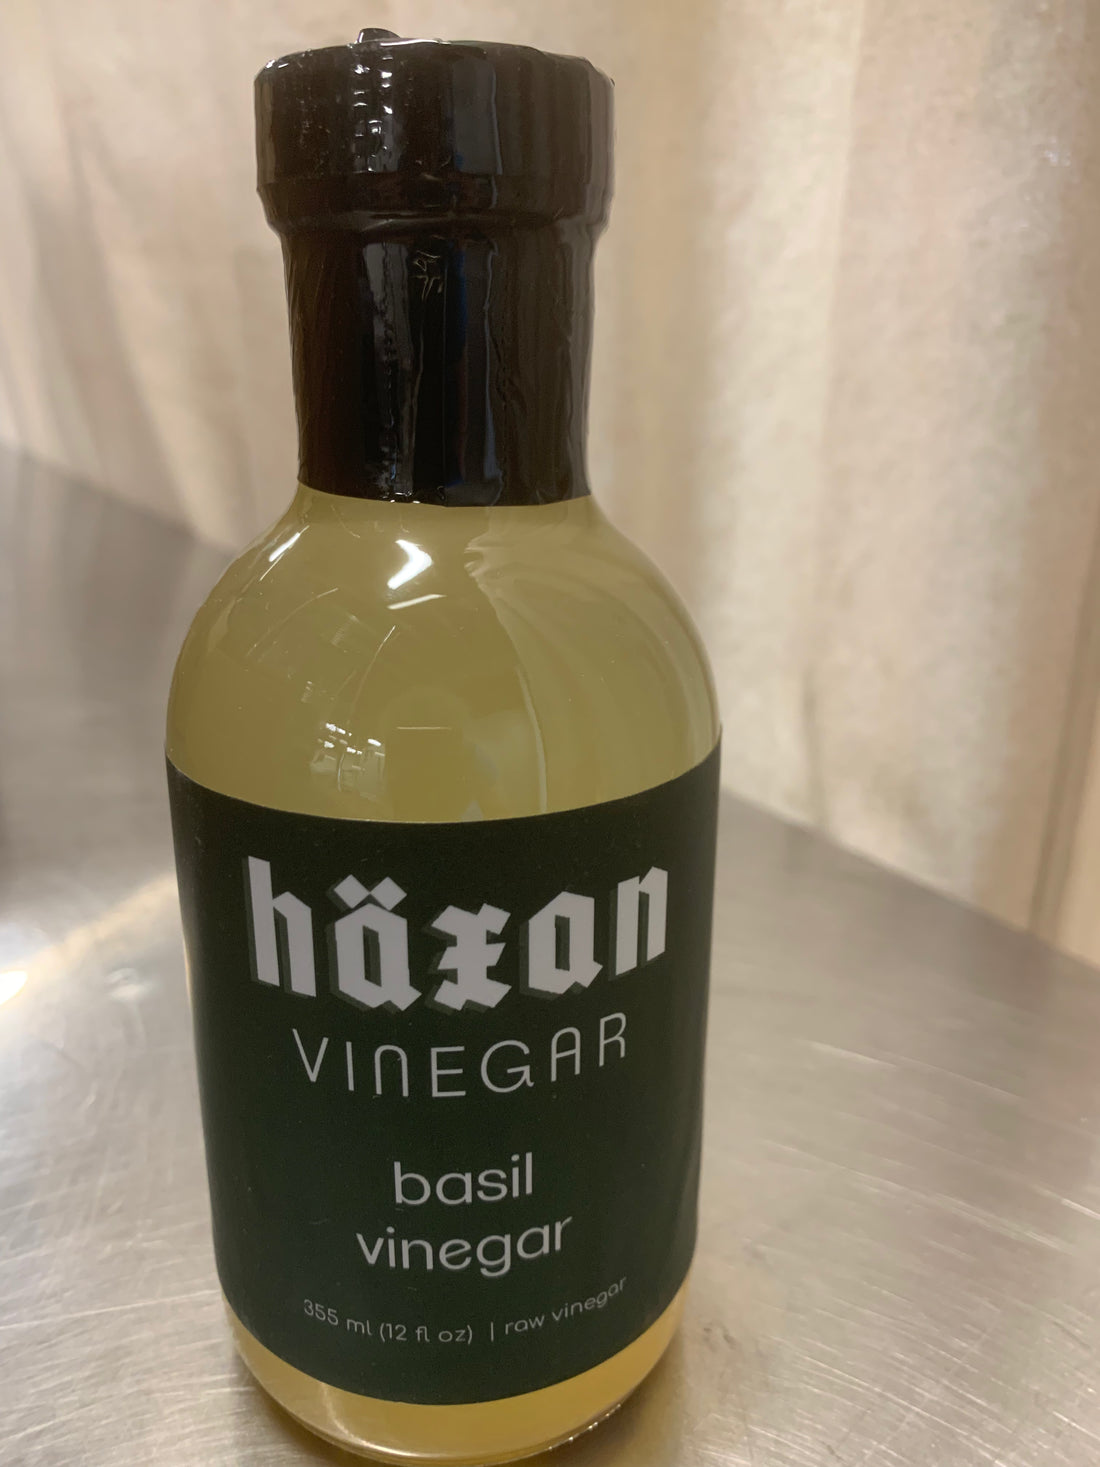 häxan
VINEGAR
basil
vinegar
355 ml (12 fl oz) | raw vinegar